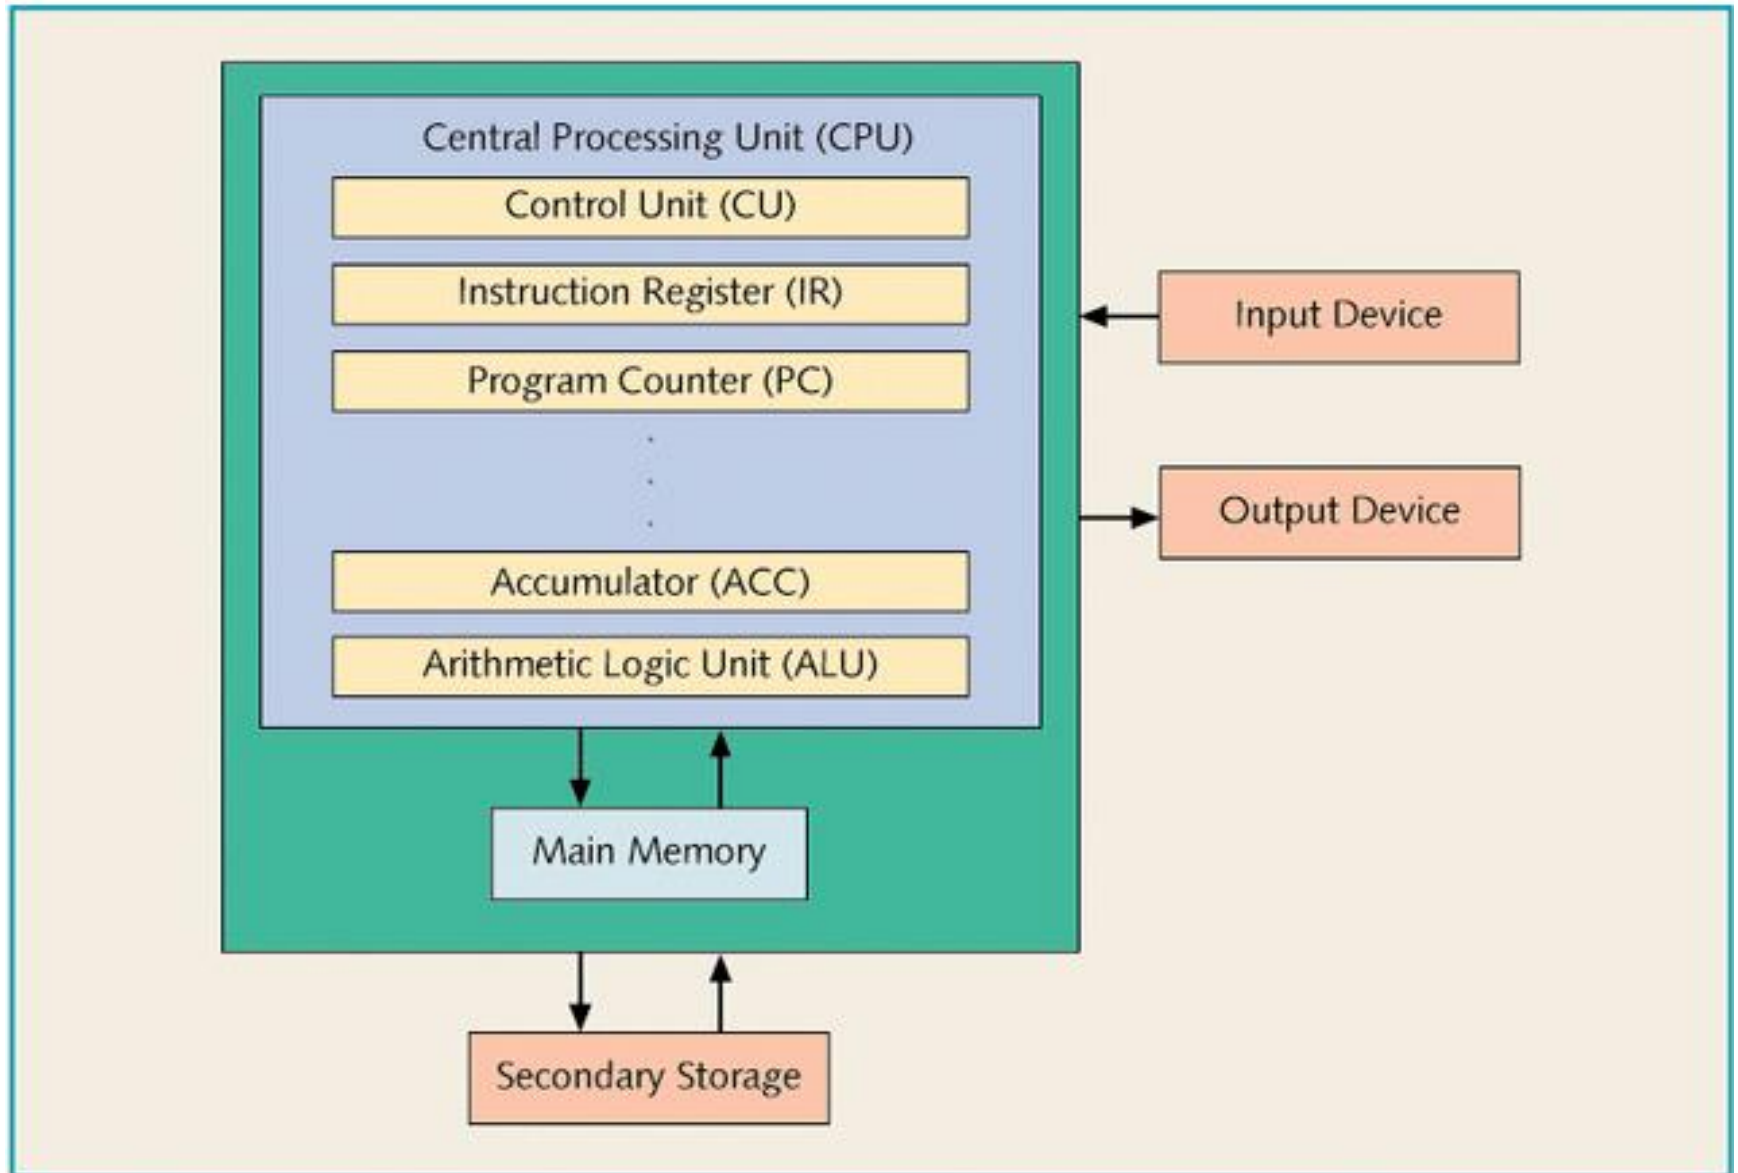 Central Processing Unit (CPU)
Control Unit (CU)
Instruction Register (IR)
Program Counter (PC)
Accumulator (ACC)
Arithmetic Logic Unit (ALU)
Input Device
Output Device
Main Memory
Secondary Storage